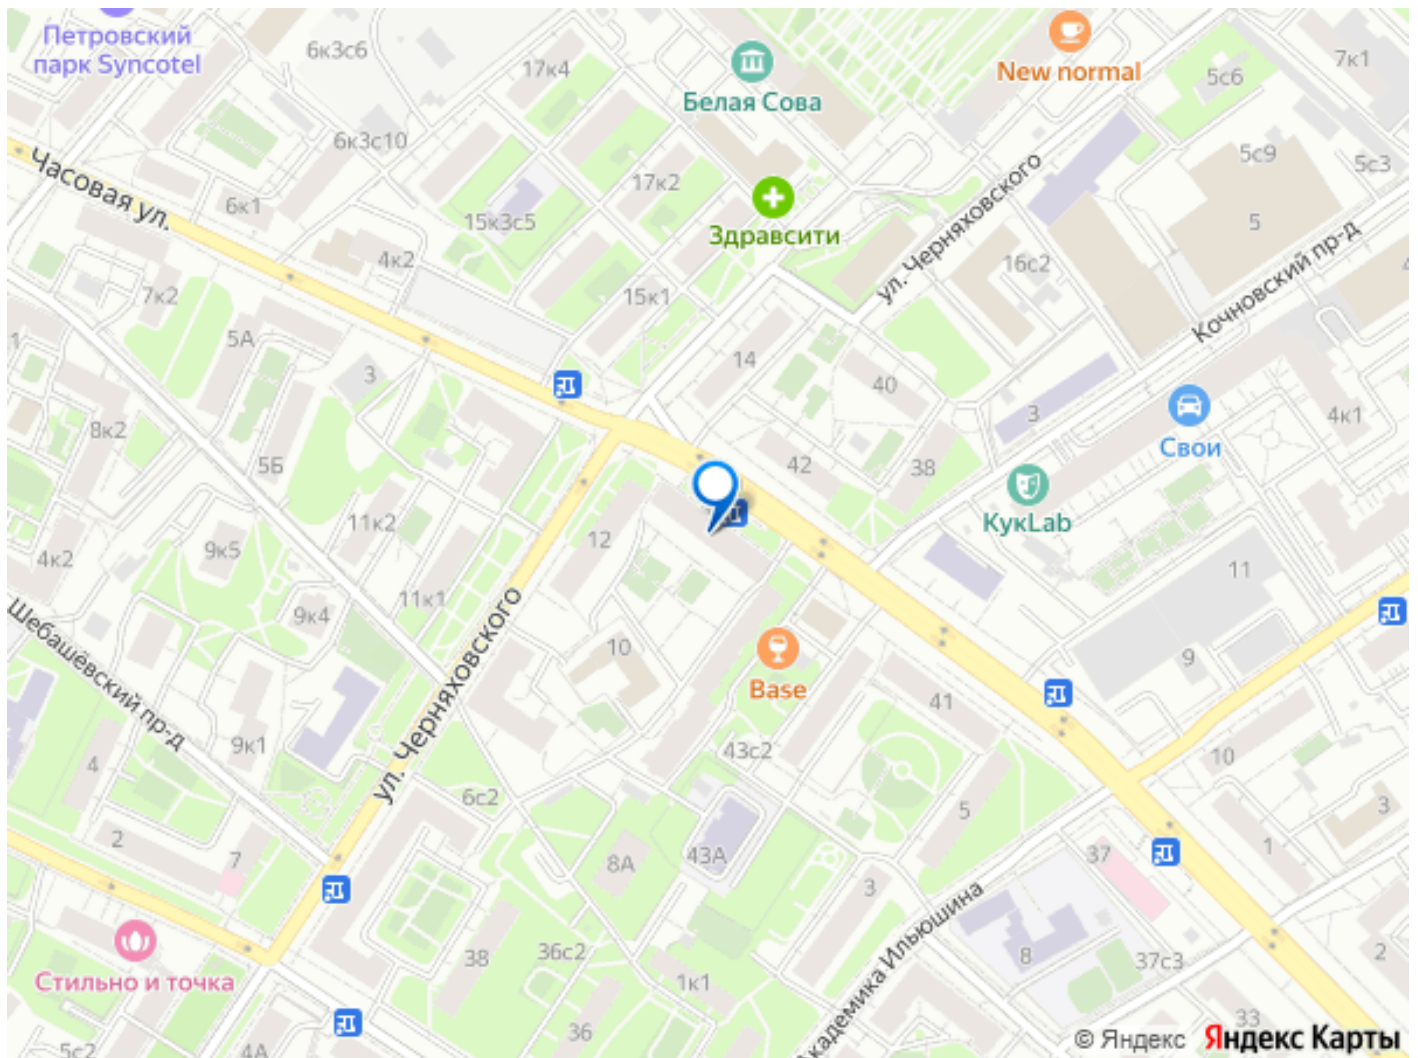 Петровский
парк Syncotel
6к3с6
17к4
Белая Сова
New normal
5с6
7к1
6к3с10
17к2
5с9
5с3
Часовая ул.
6к1
15к3с5
Здравсити
ул. Черняховского
16с2
5
Кочновский пр-д
4к2
7к2
15к1
1
5А
3
14
40
3
4к1
8к2
5Б
42
38
Свои
КукLab
11к2
12
4к2
9к5
11к1
9к4
11
Шебашёвский пр-д
ул. Черняховского
10
Base
9
41
9к1
4
43с2
10
6с2
5
3
2
7
8А
43А
37
1
3
Стильно и точка
38
36с2
1к1
Академика Ильюшина
8
37с3
2
36
33
5с2
4А
© Яндекс Яндекс Карты